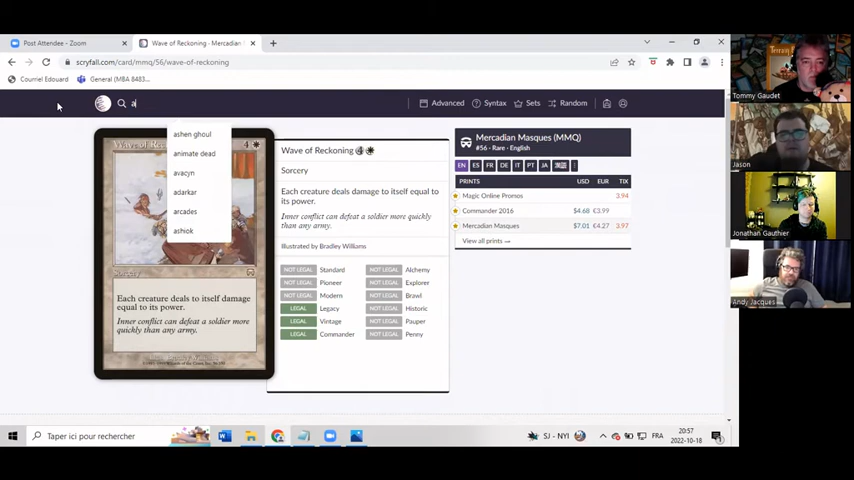 Post Attendee - Zoom
Wave of Reckoning · Mercadian
scryfall.com/card/mmq/56/wave-of-reckoning
Courriel Edouard
General (MBA 8483...
a
Advanced
Syntax
Sets
Random
ashen ghoul
animate dead
avacyn
adarkar
arcades
ashiok
Wave of
4
Sorcery
Each creature deals to itself damage
equal to its power.
Inner conflict can defeat a soldier more
quickly than any army.
Wave of Reckoning 4
Sorcery
Each creature deals damage to itself equal to
its power.
Inner conflict can defeat a soldier more quickly
than any army.
Illustrated by Bradley Williams
NOT LEGAL Standard NOT LEGAL Alchemy
NOT LEGAL Pioneer NOT LEGAL Explorer
NOT LEGAL Modern NOT LEGAL Brawl
LEGAL Legacy NOT LEGAL Historic
LEGAL Vintage NOT LEGAL Pauper
LEGAL Commander NOT LEGAL Penny
Mercadian Masques (MMQ)
#56 · Rare · English
EN ES FR DE IT PT JA
PRINTS USD EUR TIX
Magic Online Promos 3.94
Commander 2016 $4.68 €3.99
Mercadian Masques $7.01 €4.27 3.97
View all prints →
Tommy Gaudet
Jason
Jonathan Gauthier
Andy Jacques
Taper ici pour rechercher
SJ - NYI
FRA
20:57
2022-10-18